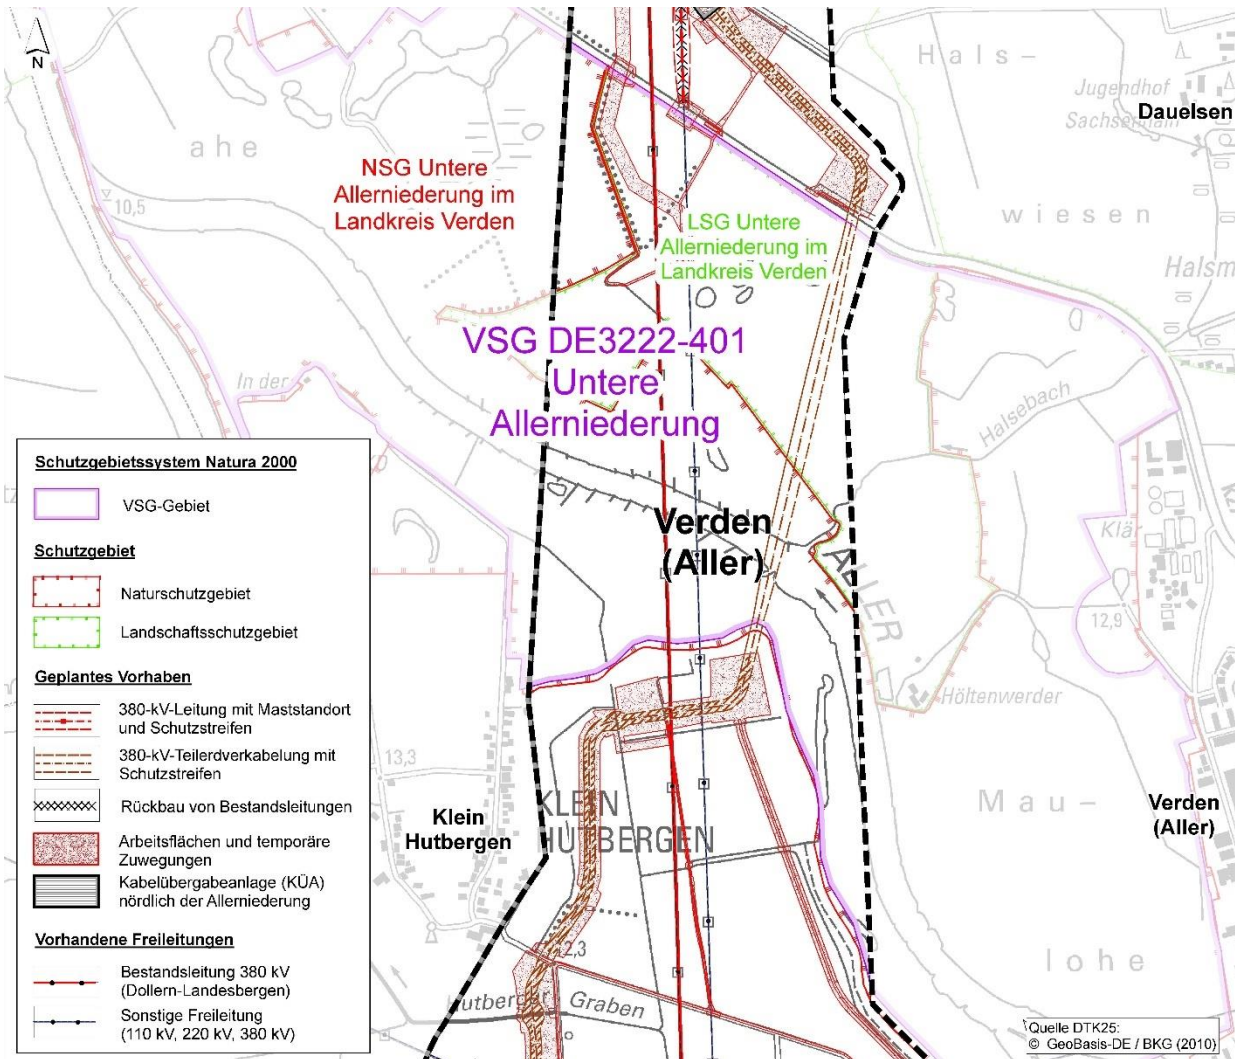 N
Hals-
Jugendhof
Sachsenhain
Dauelsen
ahe
NSG Untere
Allerniederung im
Landkreis Verden
10,5
wiesen
LSG Untere
Allerniederung im
Landkreis Verden
VSG DE3222-401
Untere
Allerniederung
In der
Halsebach
Verden
(Aller)
ALLER
Klär
12,9
Höltenwerder
13,3
Klein
Hutbergen
KLEIN
HUTBERGEN
Mau-
Verden
(Aller)
lohe
Hutberger Graben
Schutzgebietssystem Natura 2000
VSG-Gebiet
Schutzgebiet
Naturschutzgebiet
Landschaftsschutzgebiet
Geplantes Vorhaben
380-kV-Leitung mit Maststandort
und Schutzstreifen
380-kV-Teilerdverkabelung mit
Schutzstreifen
Rückbau von Bestandsleitungen
Arbeitsflächen und temporäre
Zuwegungen
Kabelübergabeanlage (KÜA)
nördlich der Allerniederung
Vorhandene Freileitungen
Bestandsleitung 380 kV
(Dollern-Landesbergen)
Sonstige Freileitung
(110 kV, 220 kV, 380 kV)
Quelle DTK25:
© GeoBasis-DE / BKG (2010)